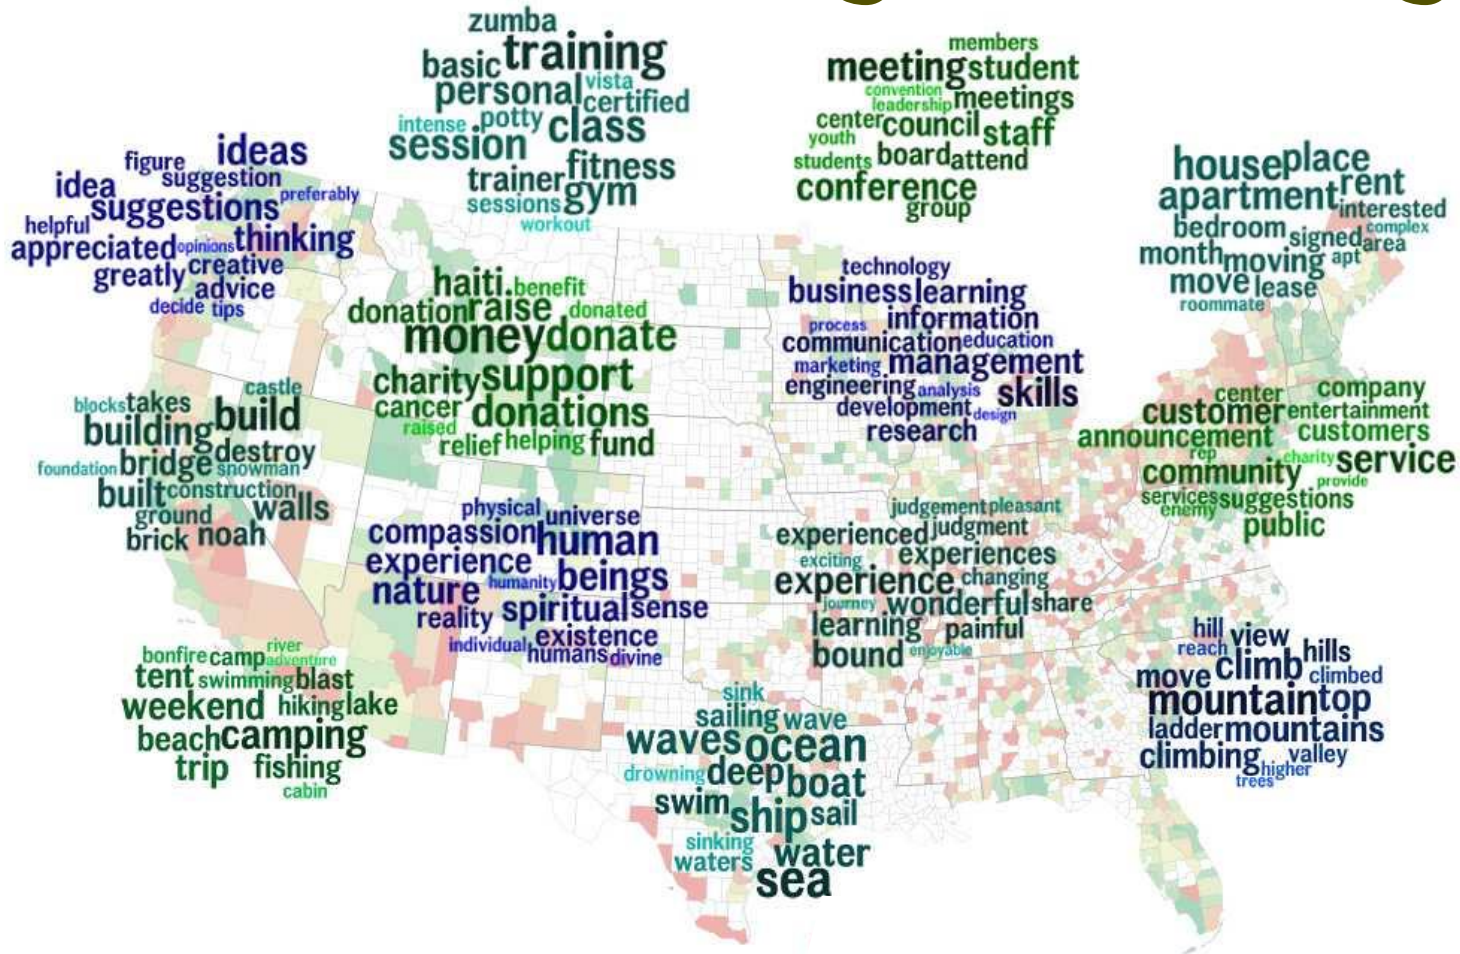 zumba
basic training
personal vista
certified
intense potty class
session
fitness
trainer gym
sessions
workout
members
meeting student
convention
leadership meetings
center council staff
youth
students board attend
conference
group
ideas
figure
suggestion
idea preferably
suggestions
helpful
appreciated opinions thinking
greatly creative
advice
decide tips
house place
apartment rent
interested
bedroom signed complex
area
month moving apt
move lease
roommate
haiti benefit
donation raise donated
money donate
charity support
cancer donations
raised
relief helping fund
technology
business learning
process information
communication education
marketing management
engineering analysis skills
development design
research
castle
blocks takes build
building
bridge destroy
foundation snowman
built construction
ground walls
brick noah
center company
customer entertainment
announcement customers
rep charity service
community provide
services suggestions
enemy
public
physical universe
compassion human
experience beings
nature humanity
reality spiritual sense
individual existence
humans divine
judgement pleasant
experienced judgment
exciting experiences
experience changing
journey wonderful share
learning painful
bound enjoyable
river
bonfire camp adventure
tent swimming blast
weekend hiking lake
beach camping
trip fishing
cabin
sink
sailing wave
waves ocean
drowning deep boat
swim ship sail
sinking
waters water
sea
hill view
reach climb hills
move climbed
mountain top
ladder mountains
climbing valley
higher
trees